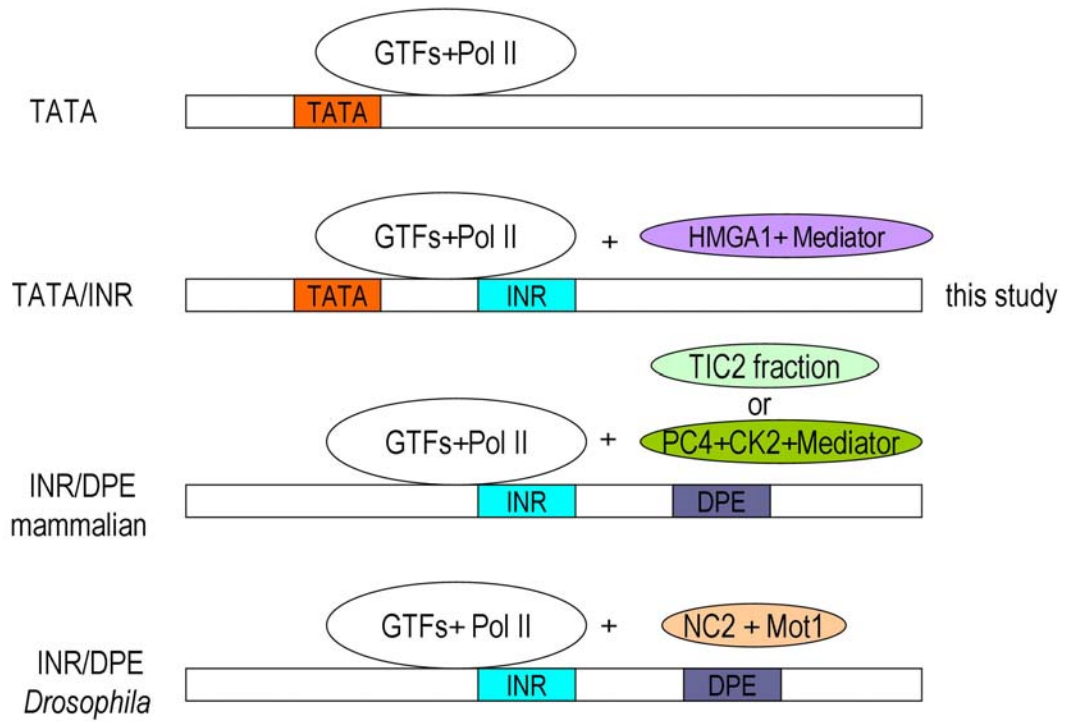 GTFs+Pol II
TATA
TATA
GTFs+Pol II
+
HMGA1+ Mediator
TATA/INR
TATA
INR
this study
TIC2 fraction
or
GTFs+Pol II
+
PC4+CK2+Mediator
INR/DPE
mammalian
INR
DPE
GTFs+ Pol II
+
NC2 + Mot1
INR/DPE
Drosophila
INR
DPE